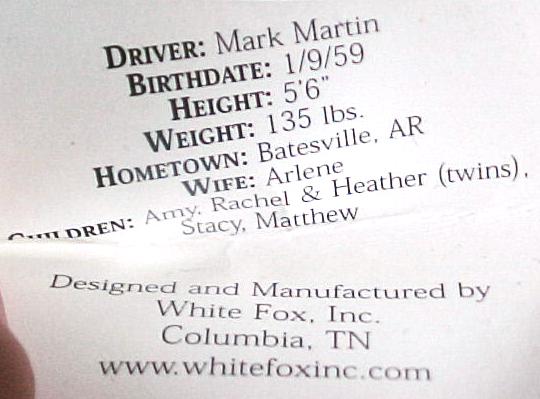 DRIVER: Mark Martin
BIRTHDATE: 1/9/59
HEIGHT: 5'6"
WEIGHT: 135 lbs.
HOMETOWN: Batesville, AR
WIFE: Arlene
CHILDREN: Amy, Rachel & Heather (twins),
Stacy, Matthew
Designed and Manufactured by
White Fox, Inc.
Columbia, TN
www.whitefoxinc.com